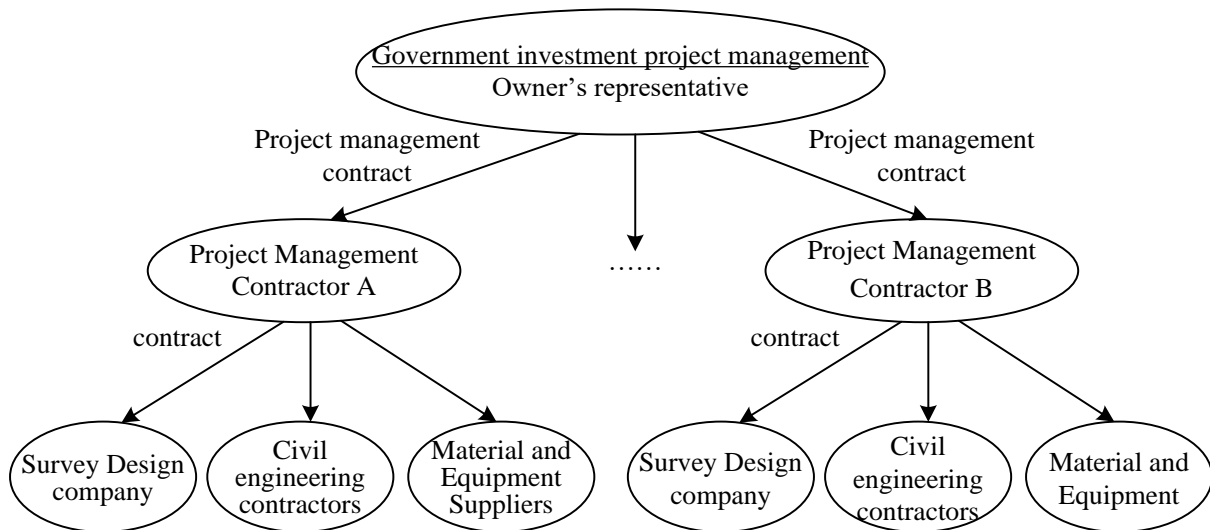 Government investment project management
Owner’s representative
Project management
contract
Project management
contract
Project Management
Contractor A
……
Project Management
Contractor B
contract
contract
Survey Design
company
Civil
engineering
contractors
Material and
Equipment
Suppliers
Survey Design
company
Civil
engineering
contractors
Material and
Equipment